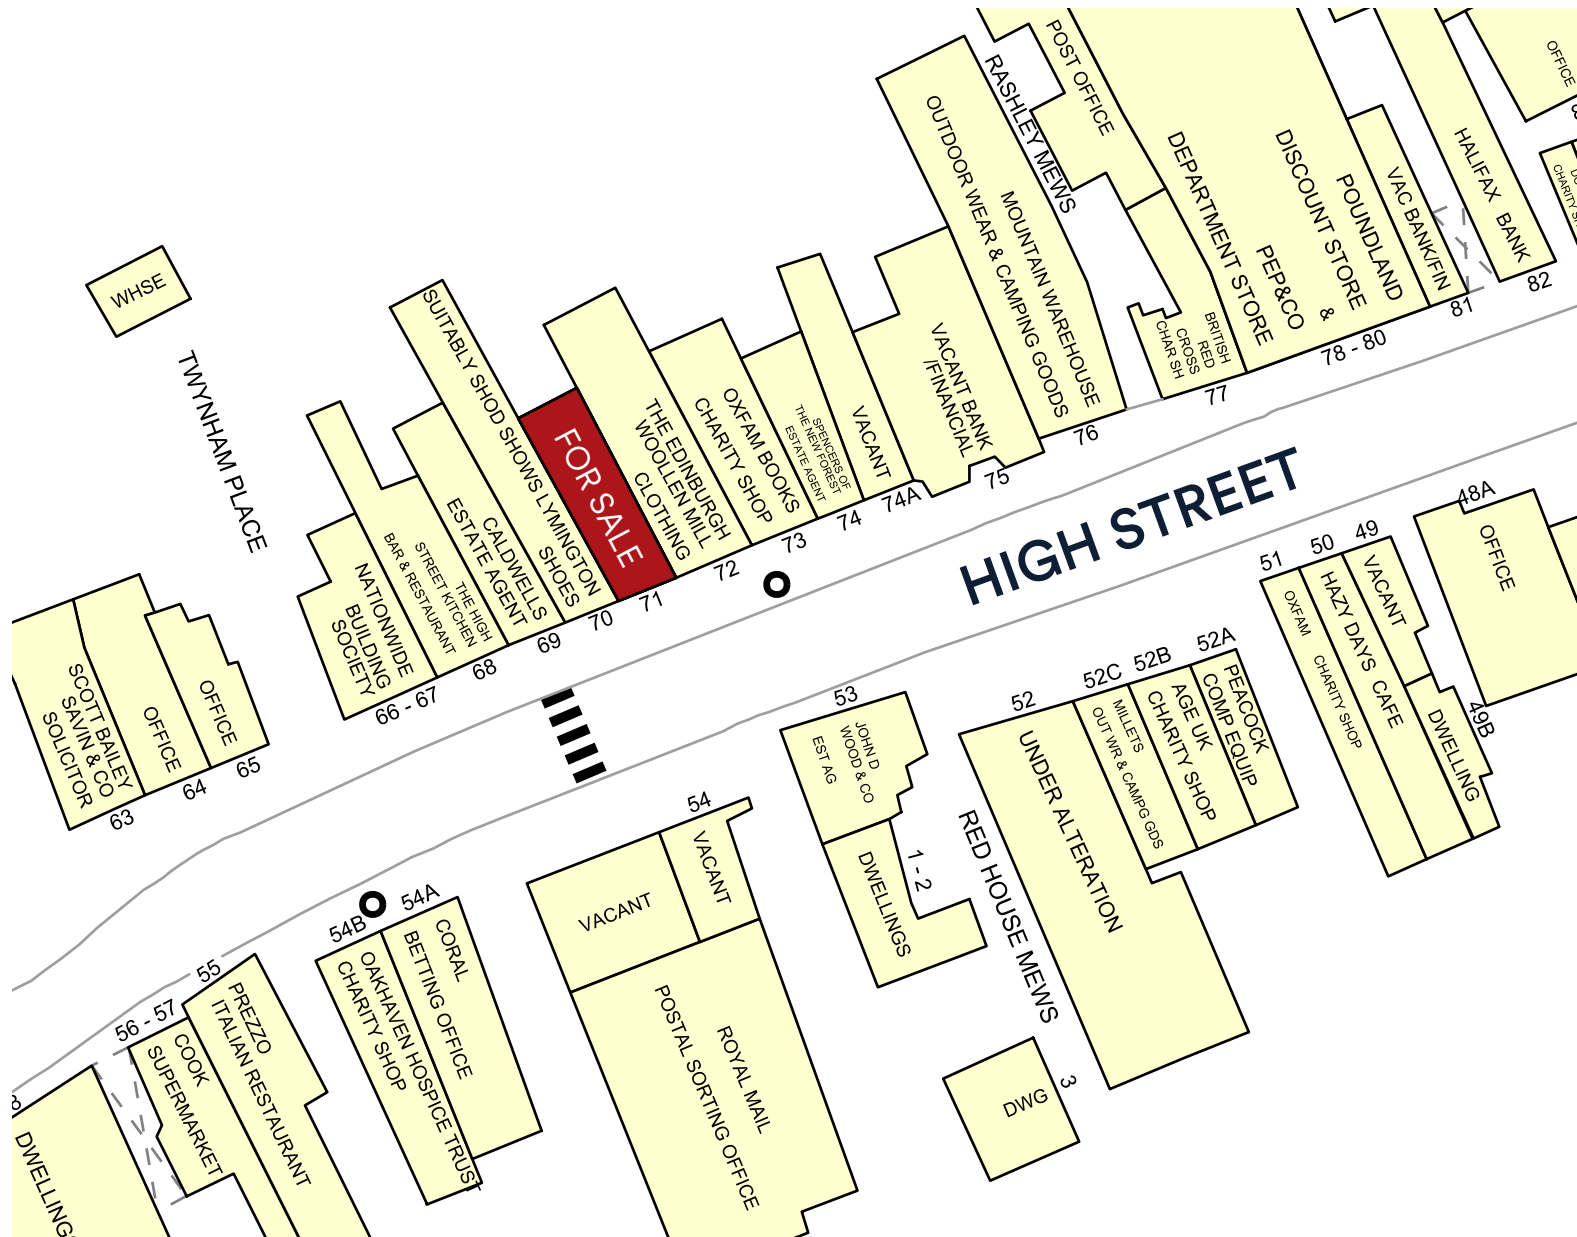 WHSE
TWYNHAM PLACE
SCOTT BAILEY
SAVIN & CO
SOLICITOR
63
OFFICE
64
OFFICE
65
NATIONWIDE
BUILDING
SOCIETY
66 - 67
THE HIGH
STREET KITCHEN
BAR & RESTAURANT
68
CALDWELLS
ESTATE AGENT
69
SUITABLY SHOD SHOWS LYMINGTON
SHOES
70
FOR SALE
71
THE EDINBURGH
WOOLLEN MILL
CLOTHING
72
OXFAM BOOKS
CHARITY SHOP
73
SPENCERS OF
THE NEW FOREST
ESTATE AGENT
74
VACANT
74A
VACANT BANK
/FINANCIAL
75
MOUNTAIN WAREHOUSE
OUTDOOR WEAR & CAMPING GOODS
76
RASHLEY MEWS
POST OFFICE
BRITISH
RED
CROSS
CHAR SH
77
POUNDLAND
DISCOUNT STORE
&
PEP&CO
DEPARTMENT STORE
78 - 80
VAC BANK/FIN
81
HALIFAX BANK
82
OFFICE
HIGH STREET
48A
OFFICE
49
VACANT
49B
DWELLING
50
HAZY DAYS CAFE
51
OXFAM CHARITY SHOP
52A
PEACOCK
COMP EQUIP
52B
AGE UK
CHARITY SHOP
52C
MILLETS
OUT WR & CAMPG GDS
52
UNDER ALTERATION
RED HOUSE MEWS
3
DWG
53
JOHN D
WOOD & CO
EST AG
1 - 2
DWELLINGS
54
VACANT
VACANT
ROYAL MAIL
POSTAL SORTING OFFICE
54A
CORAL
BETTING OFFICE
54B
OAKHAVEN HOSPICE TRUST
CHARITY SHOP
55
PREZZO
ITALIAN RESTAURANT
56 - 57
COOK
SUPERMARKET